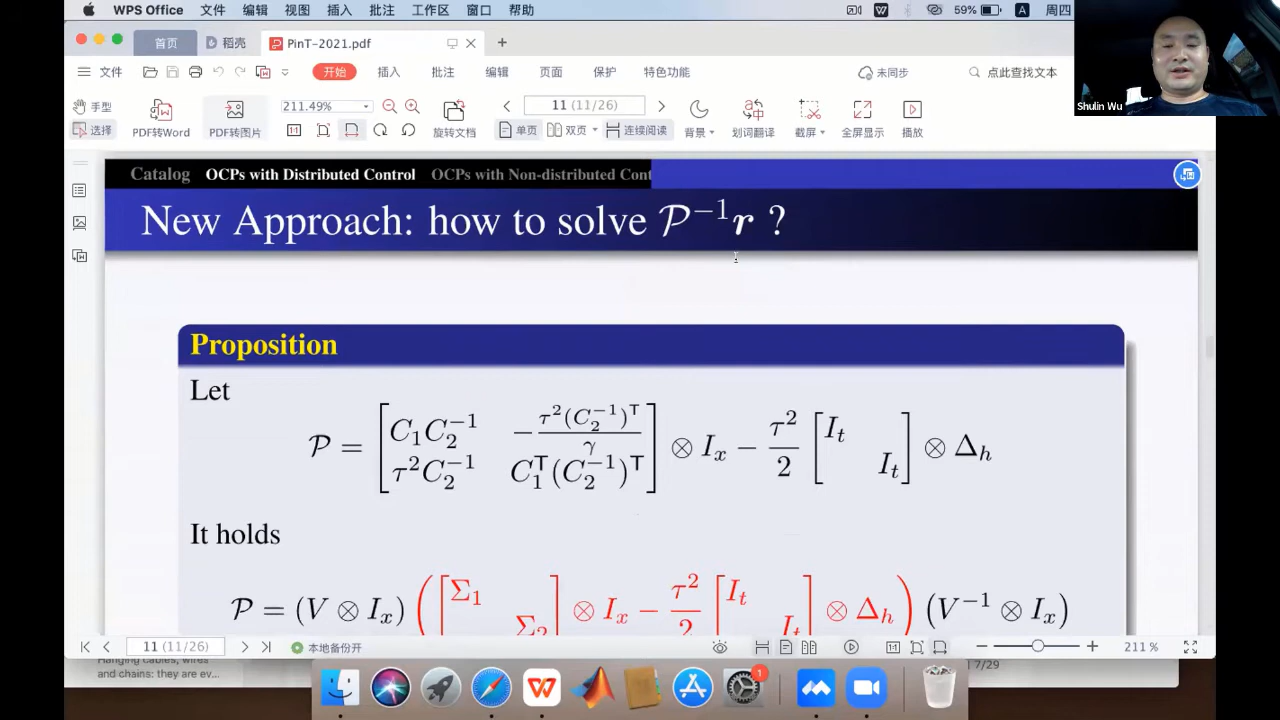 WPS Office 文件 编辑 视图 插入 批注 工作区 窗口 帮助 59% A 周四
首页 稻壳 PinT-2021.pdf
文件 开始 插入 批注 编辑 页面 保护 特色功能 未同步 点此查找文本
Shulin Wu
手型 211.49% 11 (11/26)
选择 PDF转Word PDF转图片 旋转文档 单页 双页 连续阅读 背景 划词翻译 截屏 全屏显示 播放
Catalog OCPs with Distributed Control OCPs with Non-distributed Cont
New Approach: how to solve 𝒫⁻¹r ?
Proposition
Let
𝒫 = [C₁C₂⁻¹ −τ²(C₂⁻¹)ᵀ/γ; τ²C₂⁻¹ C₁ᵀ(C₂⁻¹)ᵀ] ⊗ Iₓ − τ²/2 [Iₜ; Iₜ] ⊗ Δₕ
It holds
𝒫 = (V ⊗ Iₓ) ([Σ₁; Σ₂] ⊗ Iₓ − τ²/2 [Iₜ; Iₜ] ⊗ Δₕ) (V⁻¹ ⊗ Iₓ)
11 (11/26) 本地备份开 211 %
Hanging cables, wires
and chains: they are ev...
7/29
1